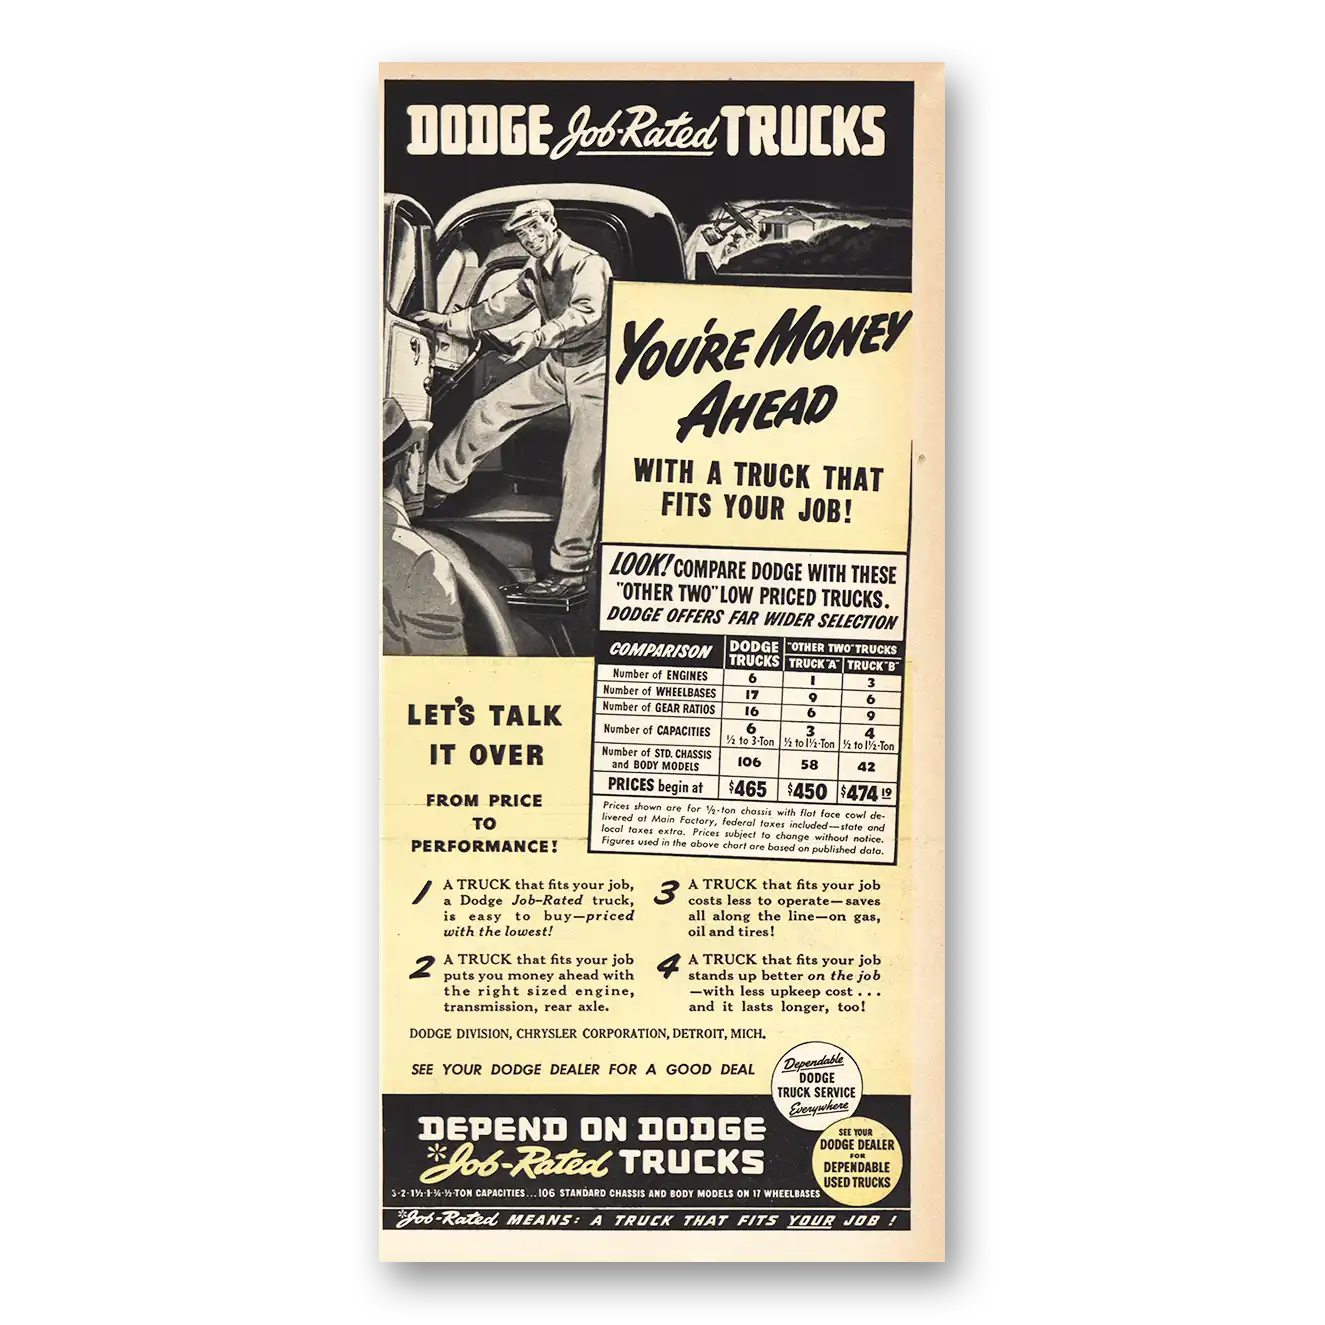 DODGE Job-Rated TRUCKS
YOU'RE MONEY
AHEAD
WITH A TRUCK THAT
FITS YOUR JOB!
LOOK! COMPARE DODGE WITH THESE
"OTHER TWO" LOW PRICED TRUCKS.
DODGE OFFERS FAR WIDER SELECTION
COMPARISON DODGE TRUCKS "OTHER TWO" TRUCKS
TRUCK "A" TRUCK "B"
Number of ENGINES 6 1 3
Number of WHEELBASES 17 9 6
Number of GEAR RATIOS 16 6 9
Number of CAPACITIES 6 3 4
½ to 3-Ton ½ to 1½-Ton ½ to 1½-Ton
Number of STD. CHASSIS
and BODY MODELS 106 58 42
PRICES begin at $465 $450 $474 19
Prices shown are for ½-ton chassis with flat face cowl de-
livered at Main Factory, federal taxes included—state and
local taxes extra. Prices subject to change without notice.
Figures used in the above chart are based on published data.
LET'S TALK
IT OVER
FROM PRICE
TO
PERFORMANCE!
1 A TRUCK that fits your job,
a Dodge Job-Rated truck,
is easy to buy—priced
with the lowest!
2 A TRUCK that fits your job
puts you money ahead with
the right sized engine,
transmission, rear axle.
3 A TRUCK that fits your job
costs less to operate—saves
all along the line—on gas,
oil and tires!
4 A TRUCK that fits your job
stands up better on the job
—with less upkeep cost . . .
and it lasts longer, too!
DODGE DIVISION, CHRYSLER CORPORATION, DETROIT, MICH.
SEE YOUR DODGE DEALER FOR A GOOD DEAL
Dependable
DODGE
TRUCK SERVICE
Everywhere
SEE YOUR
DODGE DEALER
FOR
DEPENDABLE
USED TRUCKS
DEPEND ON DODGE
*Job-Rated TRUCKS
3-2-1½-1-¾-½-TON CAPACITIES...106 STANDARD CHASSIS AND BODY MODELS ON 17 WHEELBASES
*Job-Rated MEANS: A TRUCK THAT FITS YOUR JOB !